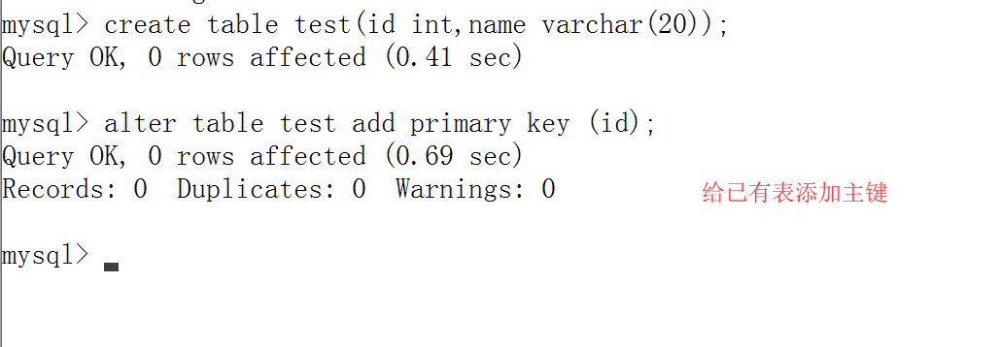 mysql> create table test(id int,name varchar(20));
Query OK, 0 rows affected (0.41 sec)
mysql> alter table test add primary key (id);
Query OK, 0 rows affected (0.69 sec)
Records: 0  Duplicates: 0  Warnings: 0
给已有表添加主键
mysql>